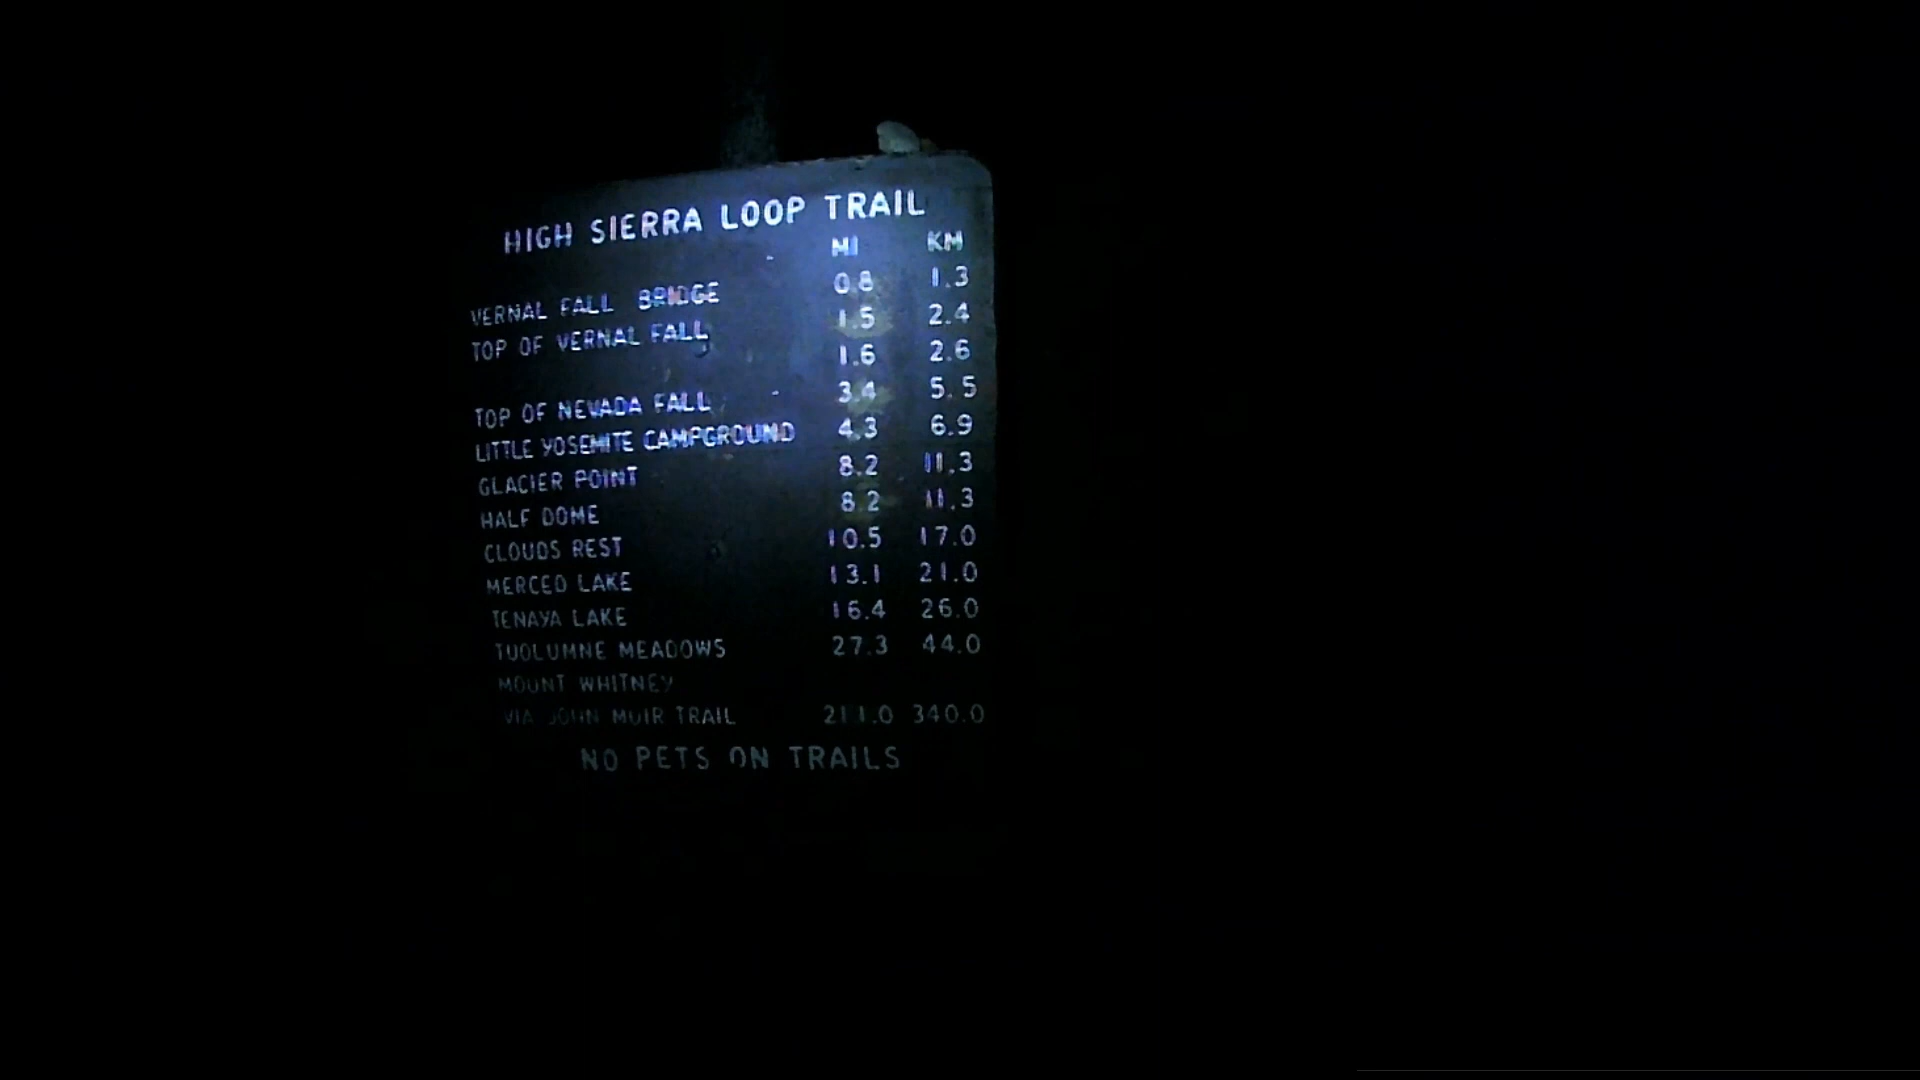 HIGH SIERRA LOOP TRAIL
MI KM
VERNAL FALL BRIDGE 0.8 1.3
TOP OF VERNAL FALL 1.5 2.4
1.6 2.6
TOP OF NEVADA FALL 3.4 5.5
LITTLE YOSEMITE CAMPGROUND 4.3 6.9
GLACIER POINT 8.2 11.3
HALF DOME 8.2 11.3
CLOUDS REST 10.5 17.0
MERCED LAKE 13.1 21.0
TENAYA LAKE 16.4 26.0
TUOLUMNE MEADOWS 27.3 44.0
MOUNT WHITNEY
VIA JOHN MUIR TRAIL 211.0 340.0
NO PETS ON TRAILS